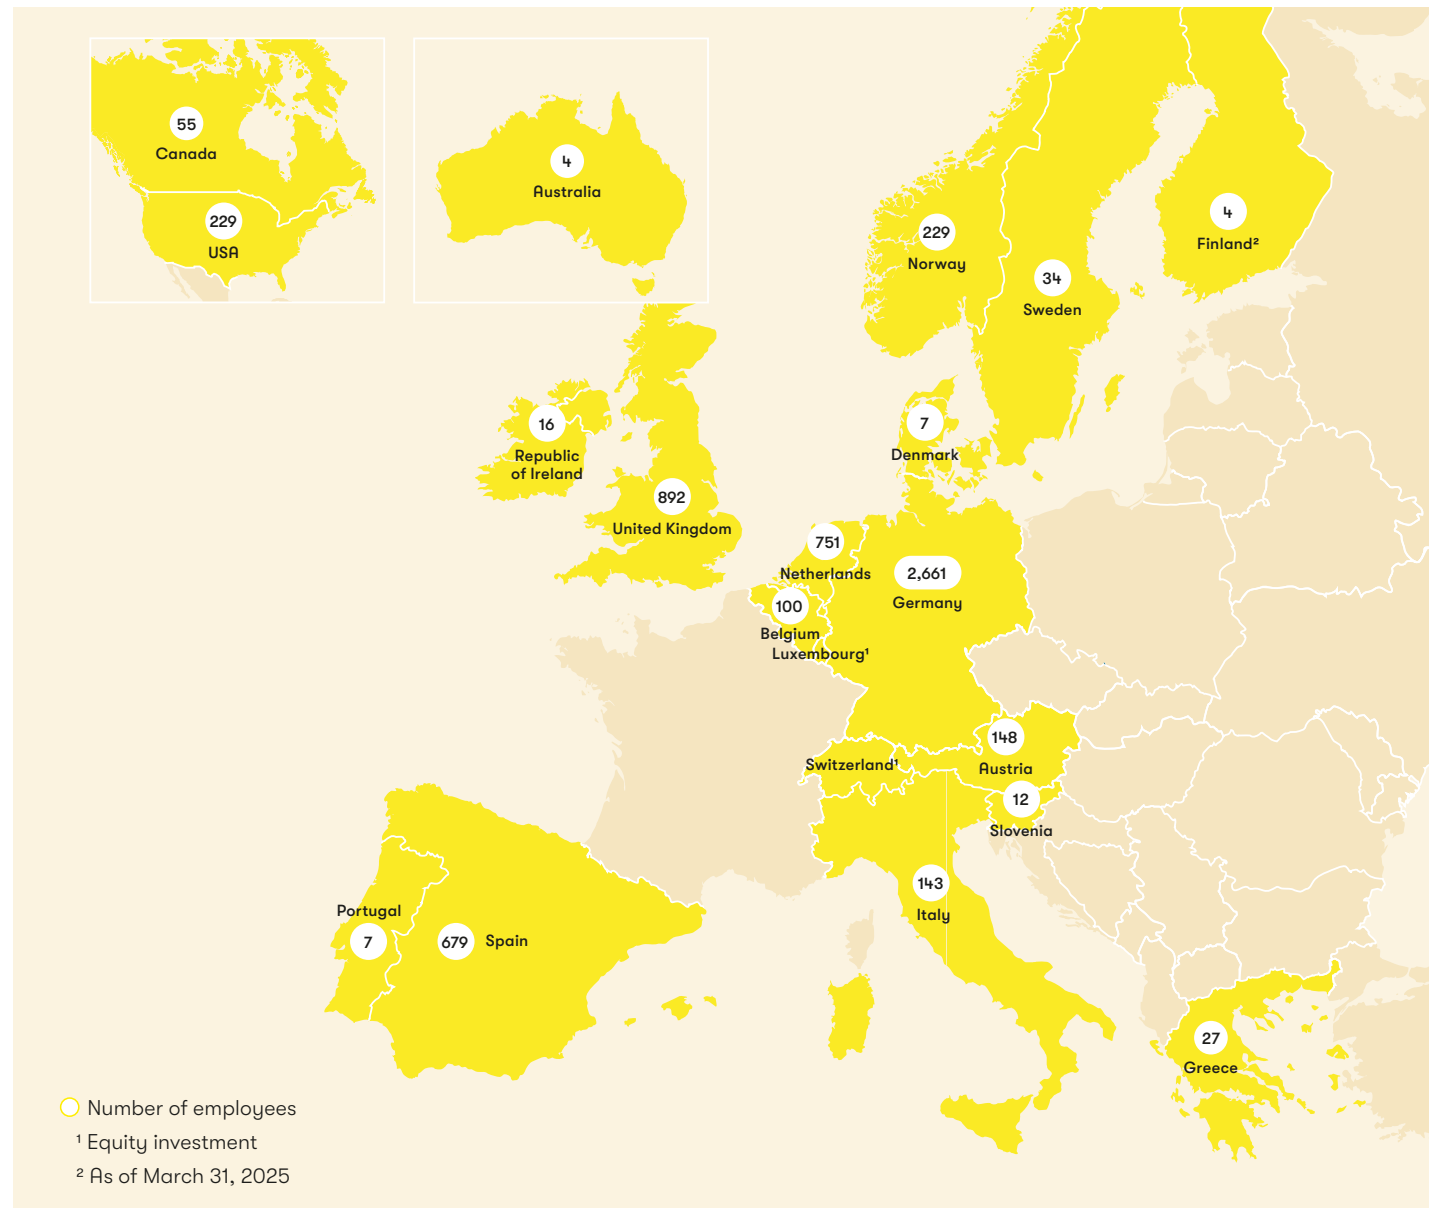 55
Canada
229
USA
4
Australia
229
Norway
34
Sweden
4
Finland²
16
Republic
of Ireland
892
United Kingdom
7
Denmark
751
Netherlands
2,661
Germany
100
Belgium
Luxembourg¹
148
Austria
Switzerland¹
12
Slovenia
143
Italy
Portugal
7
679
Spain
27
Greece
Number of employees
¹ Equity investment
² As of March 31, 2025